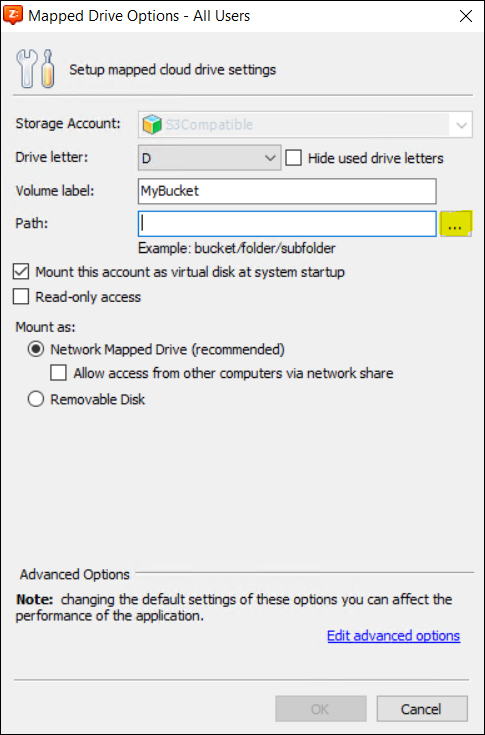 Mapped Drive Options - All Users
Setup mapped cloud drive settings
Storage Account: S3Compatible
Drive letter: D Hide used drive letters
Volume label: MyBucket
Path: ...
Example: bucket/folder/subfolder
Mount this account as virtual disk at system startup
Read-only access
Mount as:
Network Mapped Drive (recommended)
Allow access from other computers via network share
Removable Disk
Advanced Options
Note: changing the default settings of these options you can affect the
performance of the application.
Edit advanced options
OK Cancel